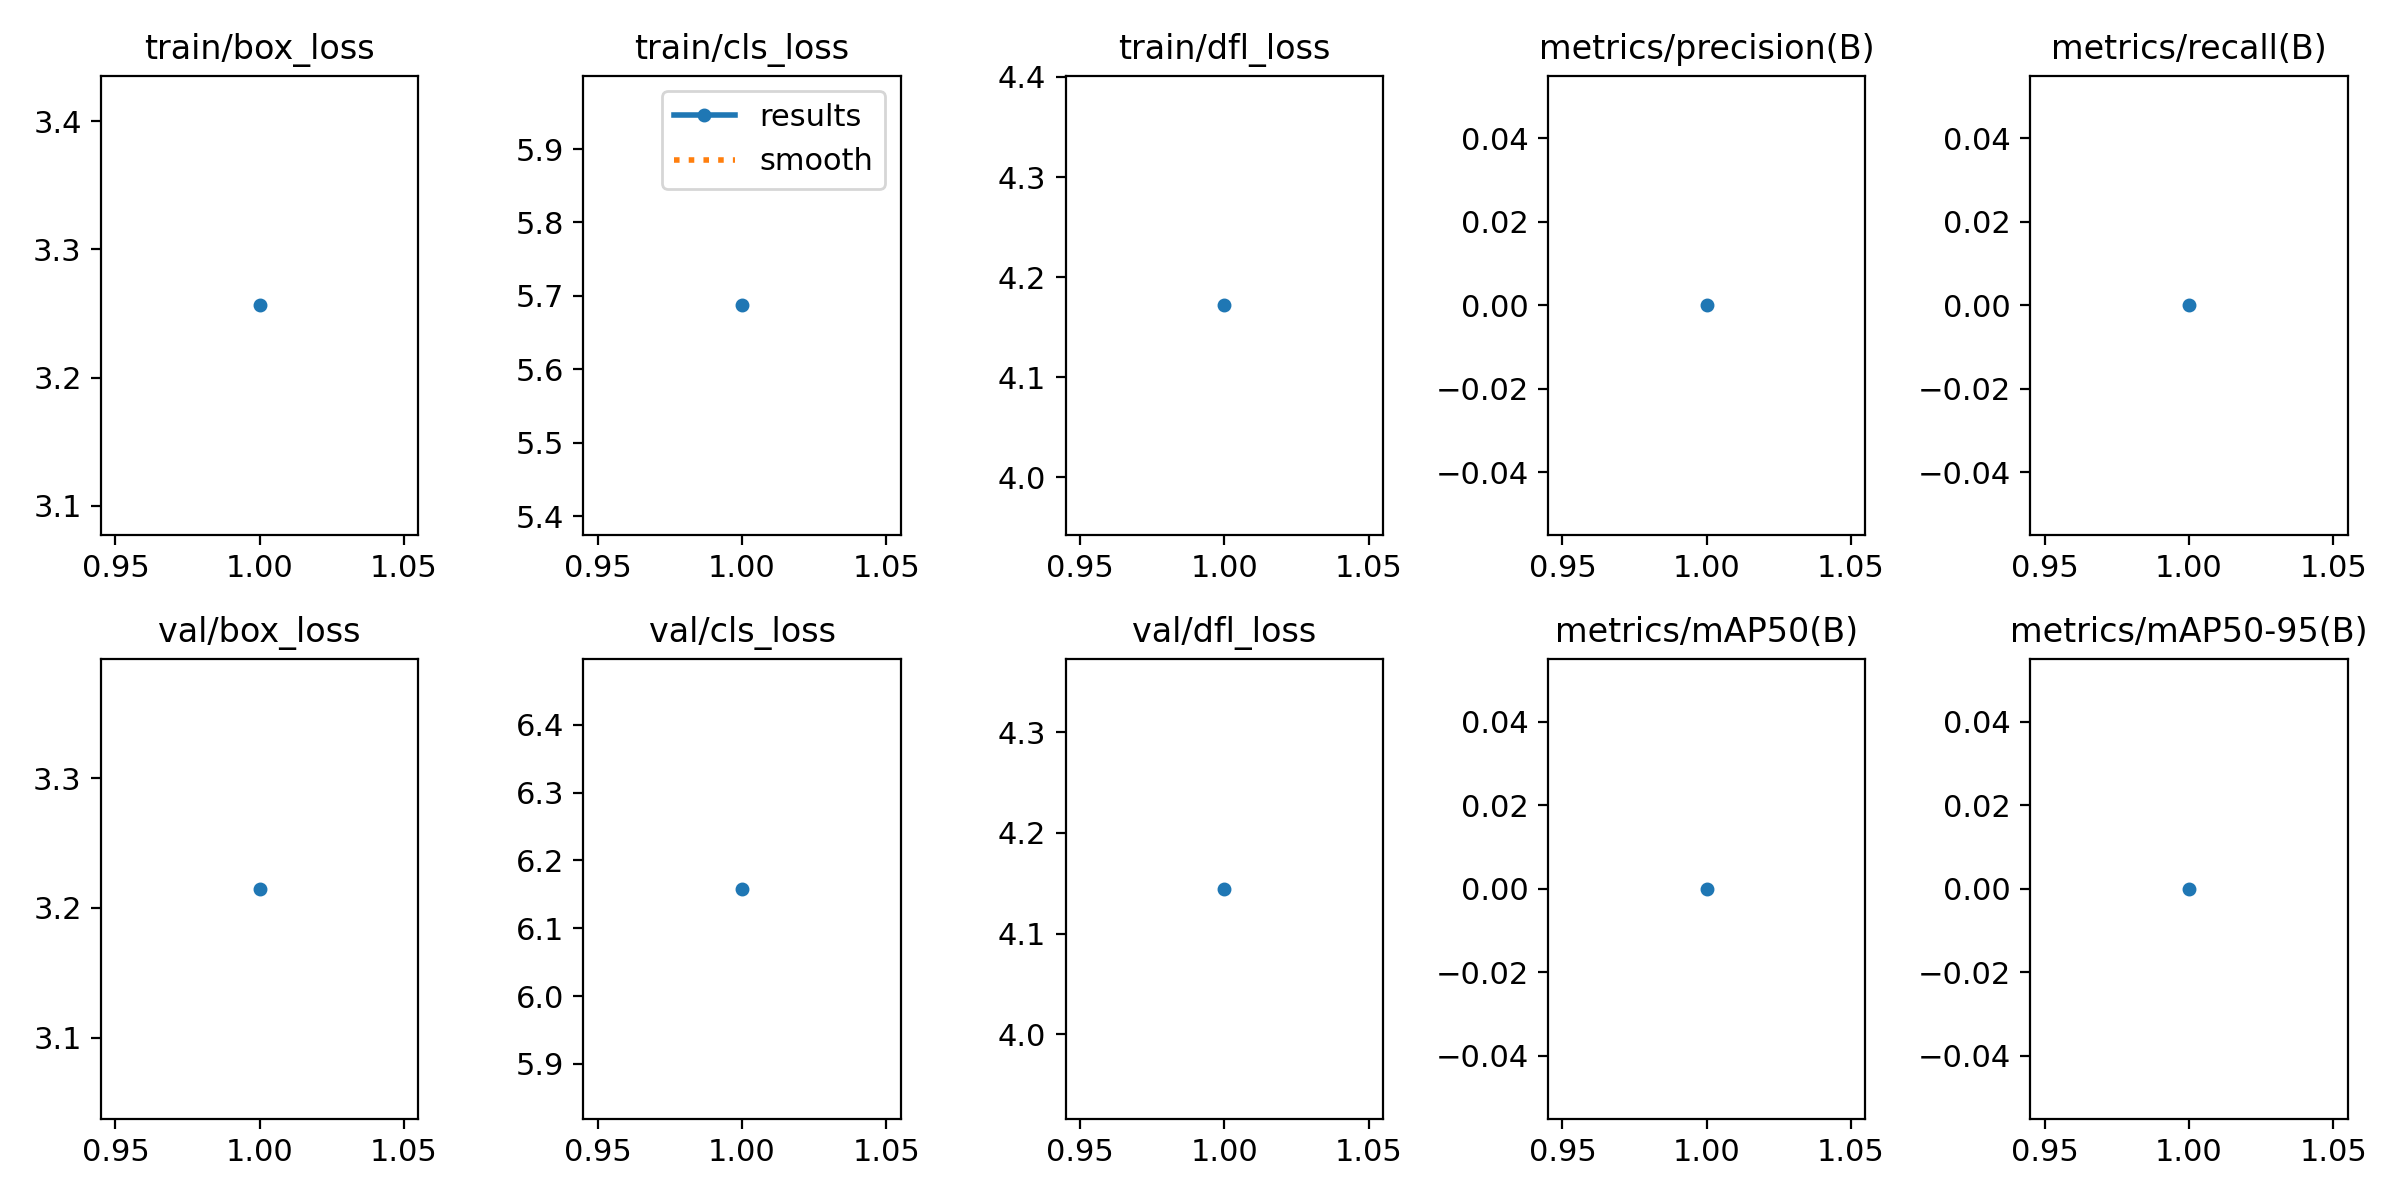 train/box_loss
3.4
3.3
3.2
3.1
0.95 1.00 1.05
train/cls_loss
results
smooth
5.9
5.8
5.7
5.6
5.5
5.4
0.95 1.00 1.05
train/dfl_loss
4.4
4.3
4.2
4.1
4.0
0.95 1.00 1.05
metrics/precision(B)
0.04
0.02
0.00
−0.02
−0.04
0.95 1.00 1.05
metrics/recall(B)
0.04
0.02
0.00
−0.02
−0.04
0.95 1.00 1.05
val/box_loss
3.3
3.2
3.1
0.95 1.00 1.05
val/cls_loss
6.4
6.3
6.2
6.1
6.0
5.9
0.95 1.00 1.05
val/dfl_loss
4.3
4.2
4.1
4.0
0.95 1.00 1.05
metrics/mAP50(B)
0.04
0.02
0.00
−0.02
−0.04
0.95 1.00 1.05
metrics/mAP50-95(B)
0.04
0.02
0.00
−0.02
−0.04
0.95 1.00 1.05